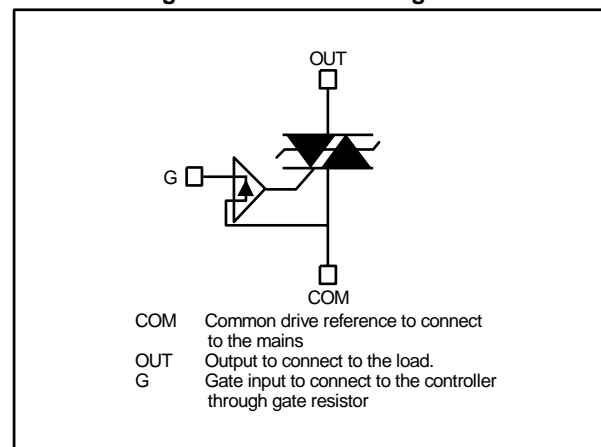 OUT
G
COM
COM Common drive reference to connect
to the mains
OUT Output to connect to the load.
G Gate input to connect to the controller
through gate resistor